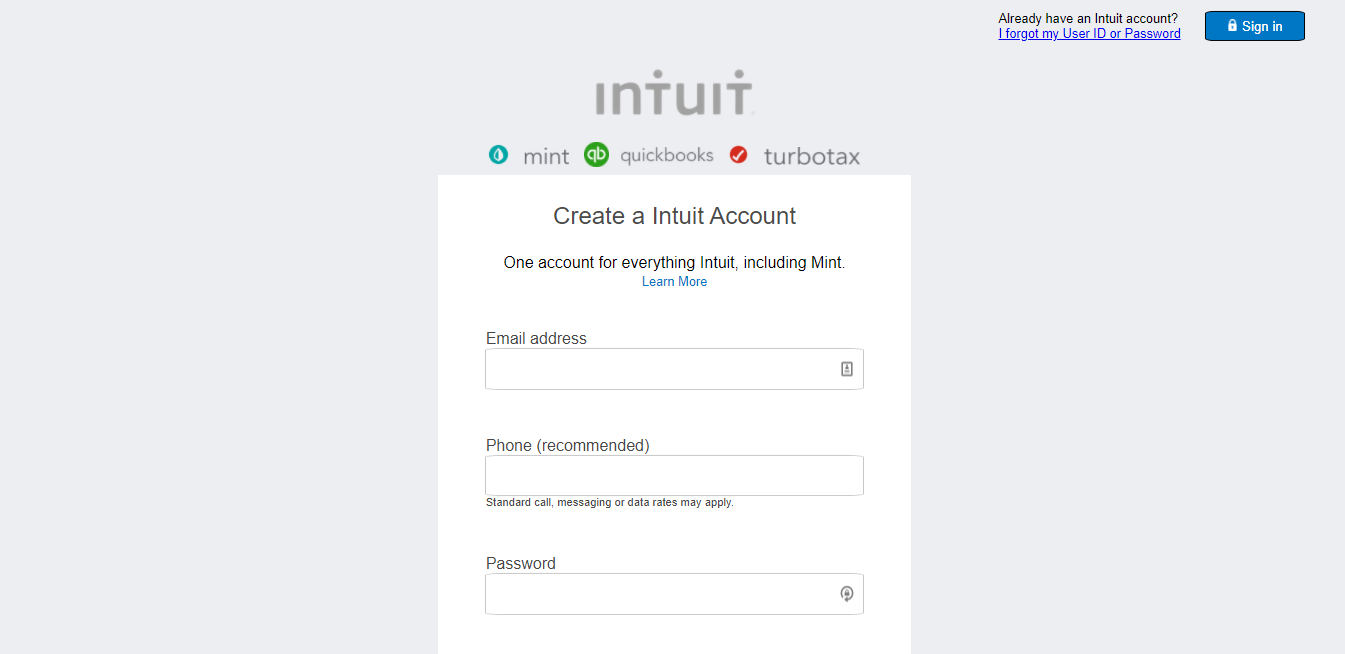 Already have an Intuit account?
I forgot my User ID or Password
Sign in
intuit
mint qb quickbooks turbotax
Create a Intuit Account
One account for everything Intuit, including Mint.
Learn More
Email address
Phone (recommended)
Standard call, messaging or data rates may apply.
Password